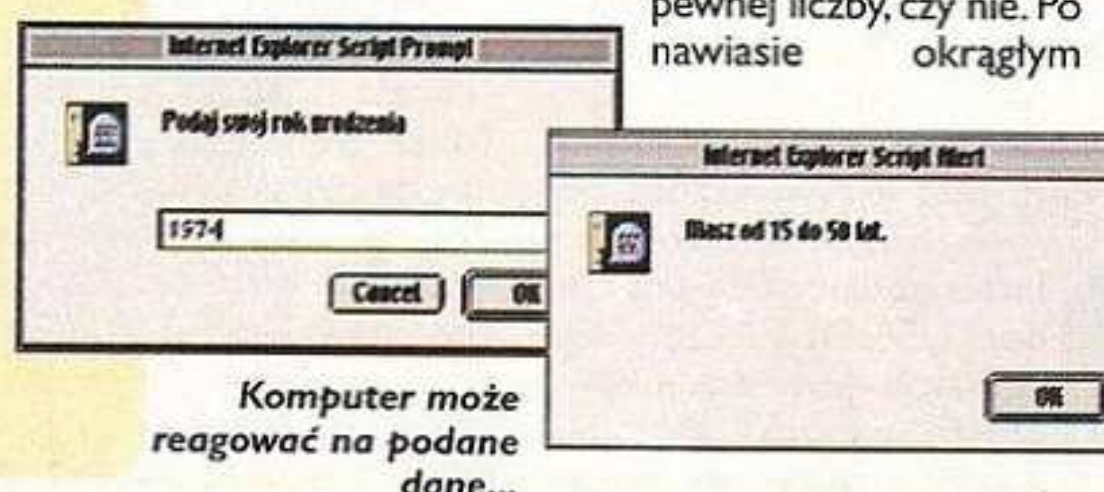 pewnej liczby, czy nie. Po
nawiasie okrągłym
Internet Explorer Script Prompt
Podaj swoj rok urodzenia
1974
Cancel
OK
Internet Explorer Script Alert
Masz od 15 do 50 lat.
OK
Komputer może
reagować na podane
dane...